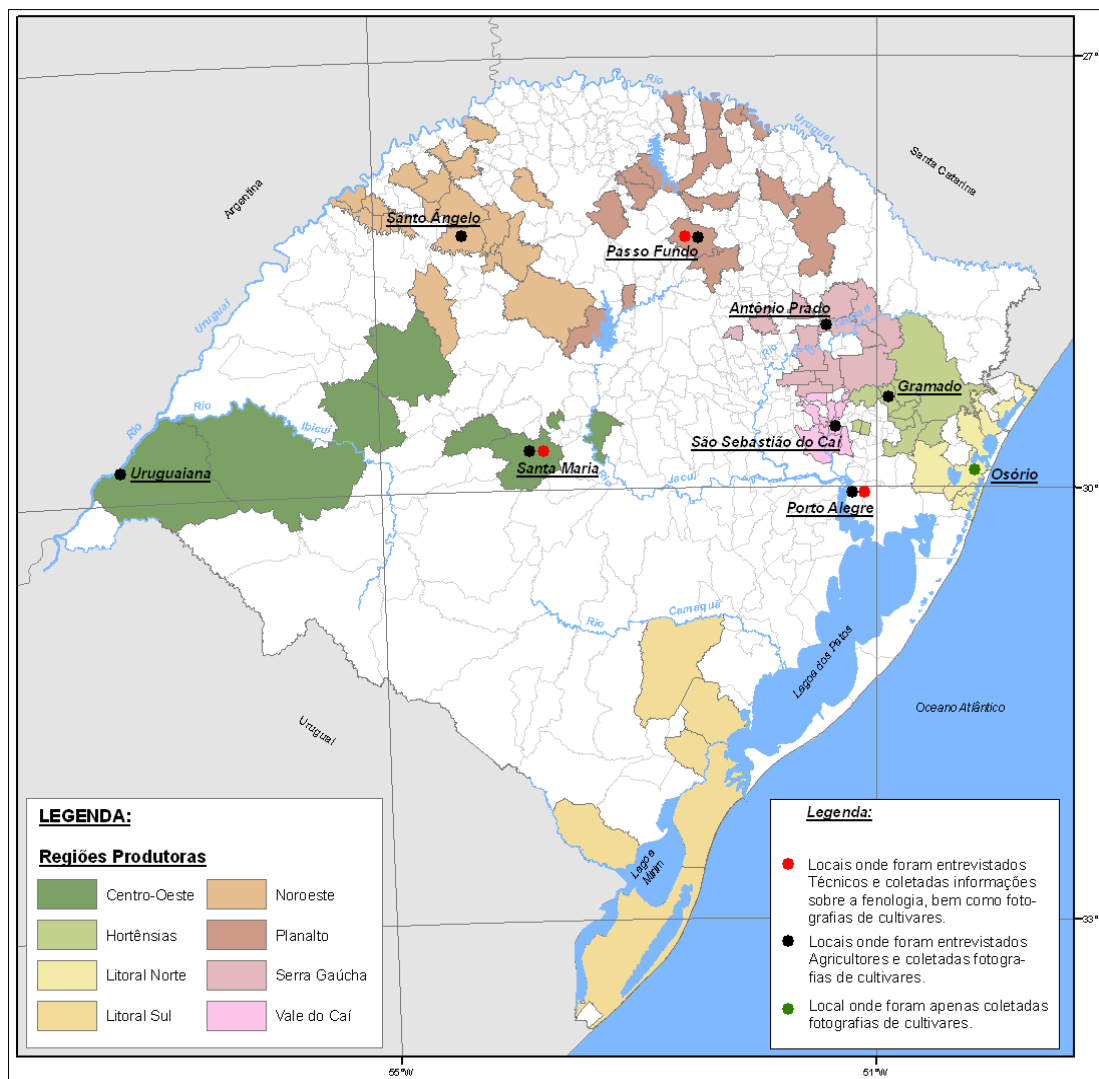 27°
Rio
Uruguai
Santa Catarina
Argentina
Santo Ângelo
Passo Fundo
Antônio Prado
Rio
Uruguai
Rio
Gramado
Rio
Ibicuí
São Sebastião do Caí
Rio
Uruguaiana
Santa Maria
Rio
Jacuí
Osório
30°
Porto Alegre
Rio
Camaquã
Lagoa dos Patos
Oceano Atlântico
Uruguai
Lagoa
Mirim
33°
LEGENDA:
Regiões Produtoras
Centro-Oeste
Noroeste
Hortênsias
Planalto
Litoral Norte
Serra Gaúcha
Litoral Sul
Vale do Caí
Legenda:
Locais onde foram entrevistados
Técnicos e coletadas informações
sobre a fenologia, bem como foto-
grafias de cultivares.
Locais onde foram entrevistados
Agricultores e coletadas fotogra-
fias de cultivares.
Local onde foram apenas coletadas
fotografias de cultivares.
55°W
51°W